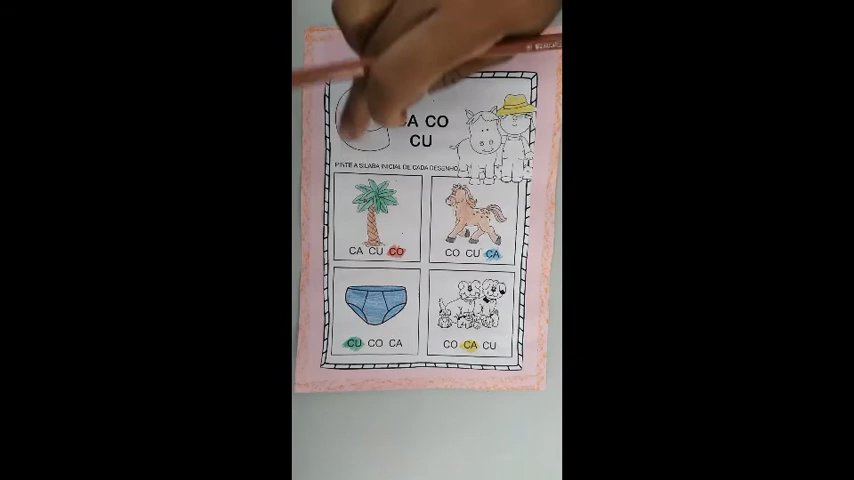 CA CO
CU
PINTE A SÍLABA INICIAL DE CADA DESENHO
CA CU CO
CO CU CA
CU CO CA
CO CA CU